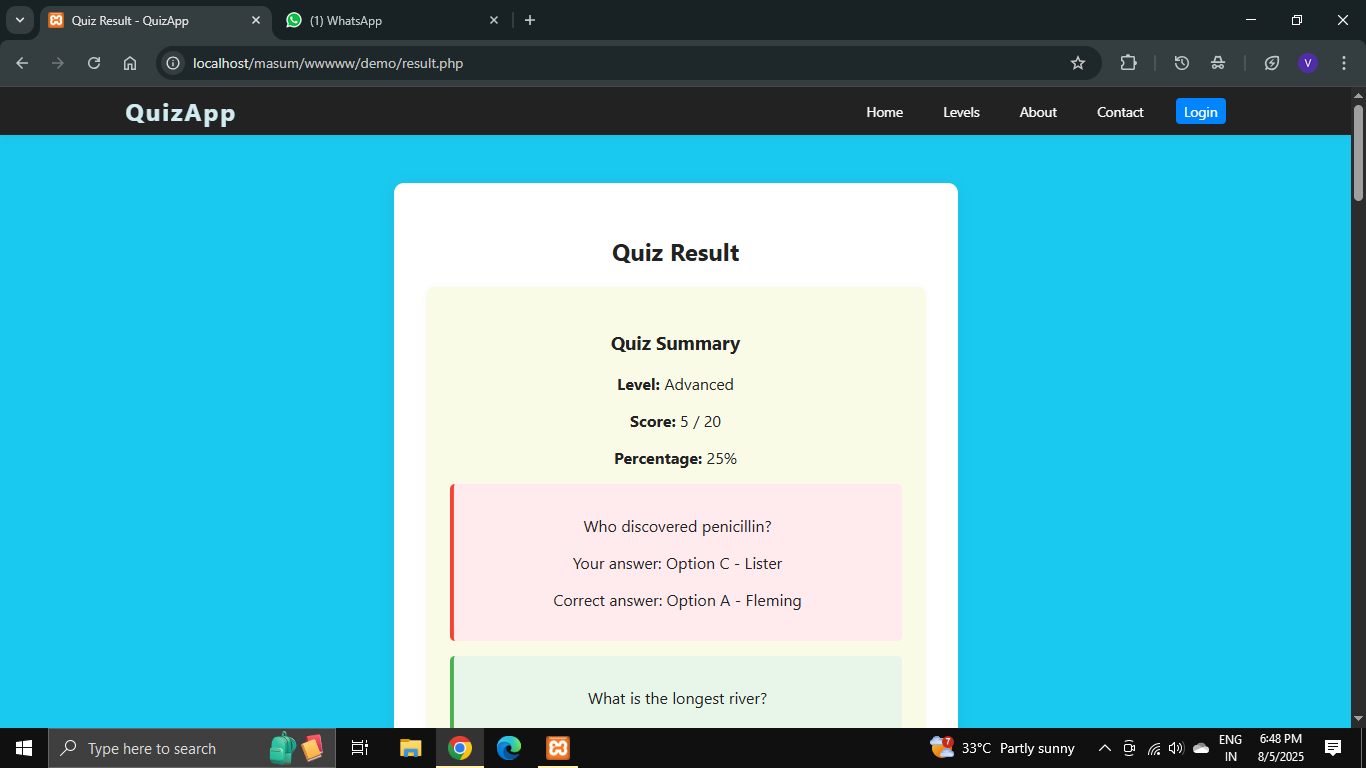 Quiz Result - QuizApp
(1) WhatsApp
localhost/masum/wwwww/demo/result.php
V
QuizApp
Home
Levels
About
Contact
Login
Quiz Result
Quiz Summary
Level: Advanced
Score: 5 / 20
Percentage: 25%
Who discovered penicillin?
Your answer: Option C - Lister
Correct answer: Option A - Fleming
What is the longest river?
Type here to search
7
33°C Partly sunny
ENG
IN
6:48 PM
8/5/2025